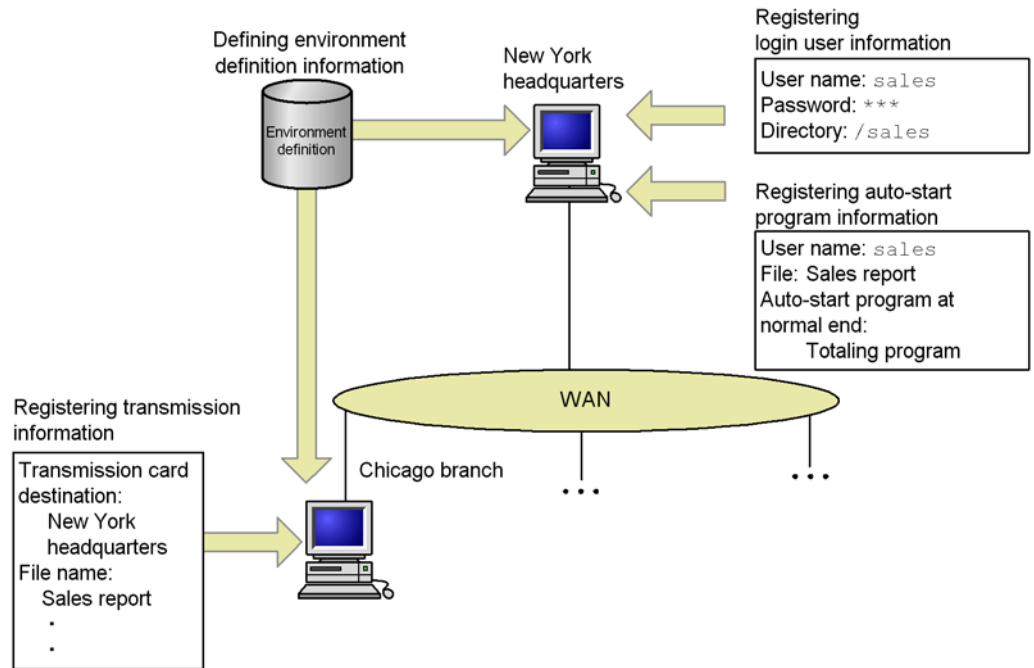 Defining environment
definition information
Environment
definition
New York
headquarters
Registering
login user information
User name: sales
Password: ***
Directory: /sales
Registering auto-start
program information
User name: sales
File: Sales report
Auto-start program at
normal end:
Totaling program
WAN
...
...
Chicago branch
Registering transmission
information
Transmission card
destination:
New York
headquarters
File name:
Sales report
.
.